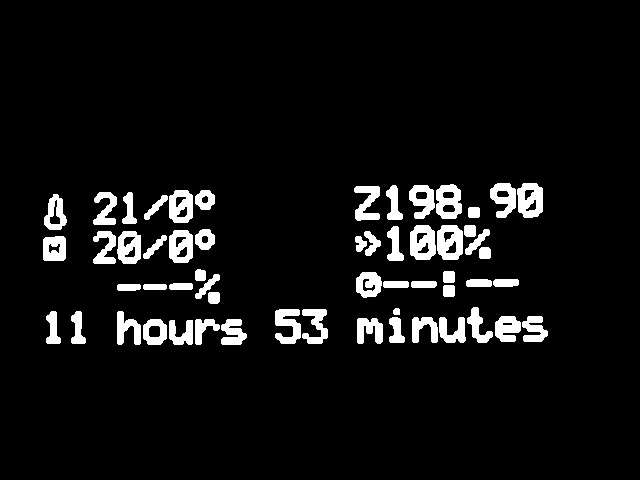 21/0° Z198.90
20/0° »100%
---% --:--
11 hours 53 minutes